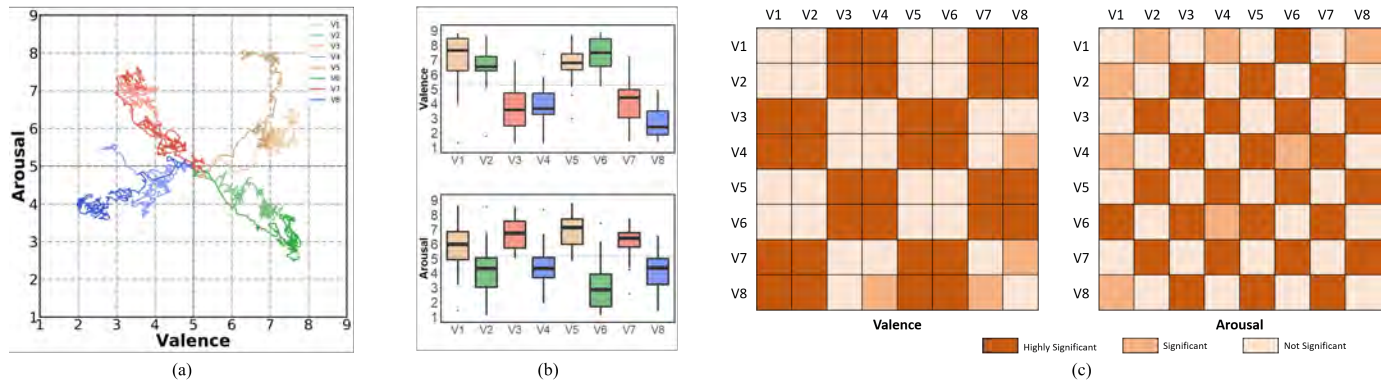 9
8
7
6
5
4
3
2
1
Arousal
1 2 3 4 5 6 7 8 9
Valence
V1
V2
V3
V4
V5
V6
V7
V8
(a)
9
8
7
6
5
4
3
2
1
Valence
V1 V2 V3 V4 V5 V6 V7 V8
9
8
7
6
5
4
3
2
1
Arousal
V1 V2 V3 V4 V5 V6 V7 V8
(b)
V1 V2 V3 V4 V5 V6 V7 V8
V1
V2
V3
V4
V5
V6
V7
V8
Valence
V1 V2 V3 V4 V5 V6 V7 V8
V1
V2
V3
V4
V5
V6
V7
V8
Arousal
Highly Significant Significant Not Significant
(c)